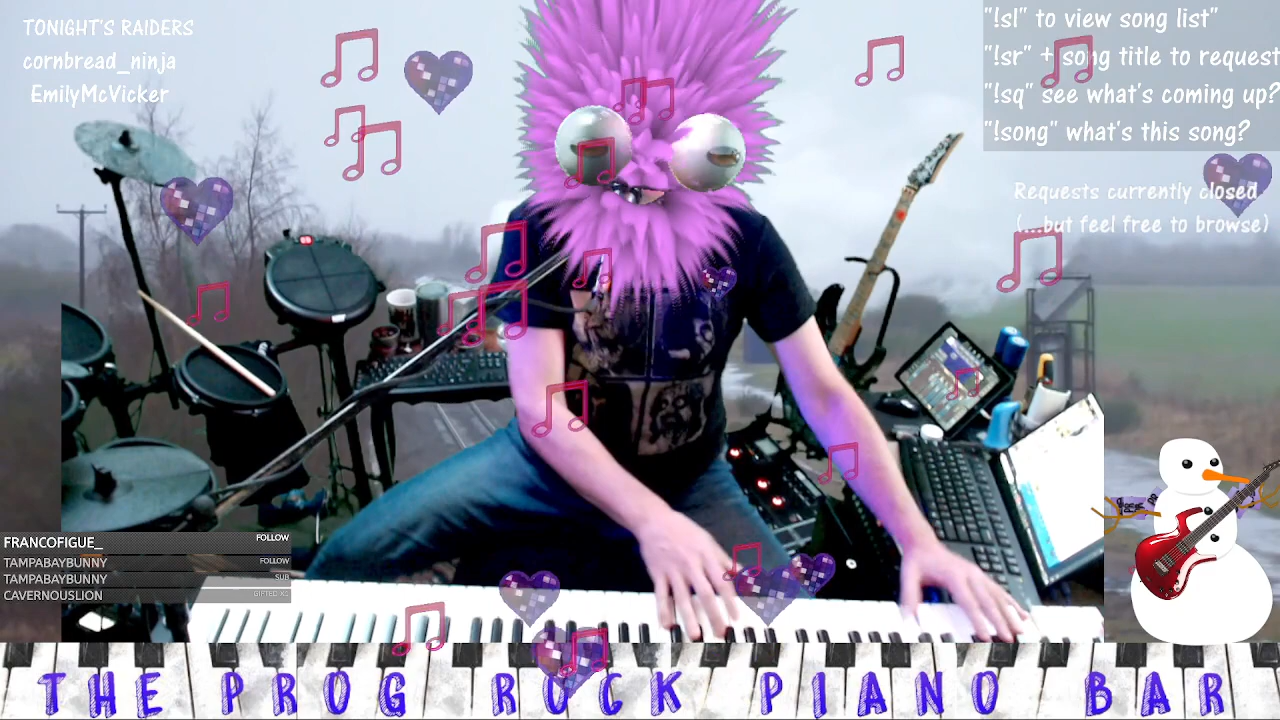 TONIGHT'S RAIDERS
cornbread_ninja
EmilyMcVicker
"!sl" to view song list"
"!sr" + song title to request
"!sq" see what's coming up?
"!song" what's this song?
Requests currently closed
(...but feel free to browse)
FRANCOFIGUE_ FOLLOW
TAMPABAYBUNNY FOLLOW
TAMPABAYBUNNY SUB
CAVERNOUSLION GIFTED KC
THE PROG ROCK PIANO BAR